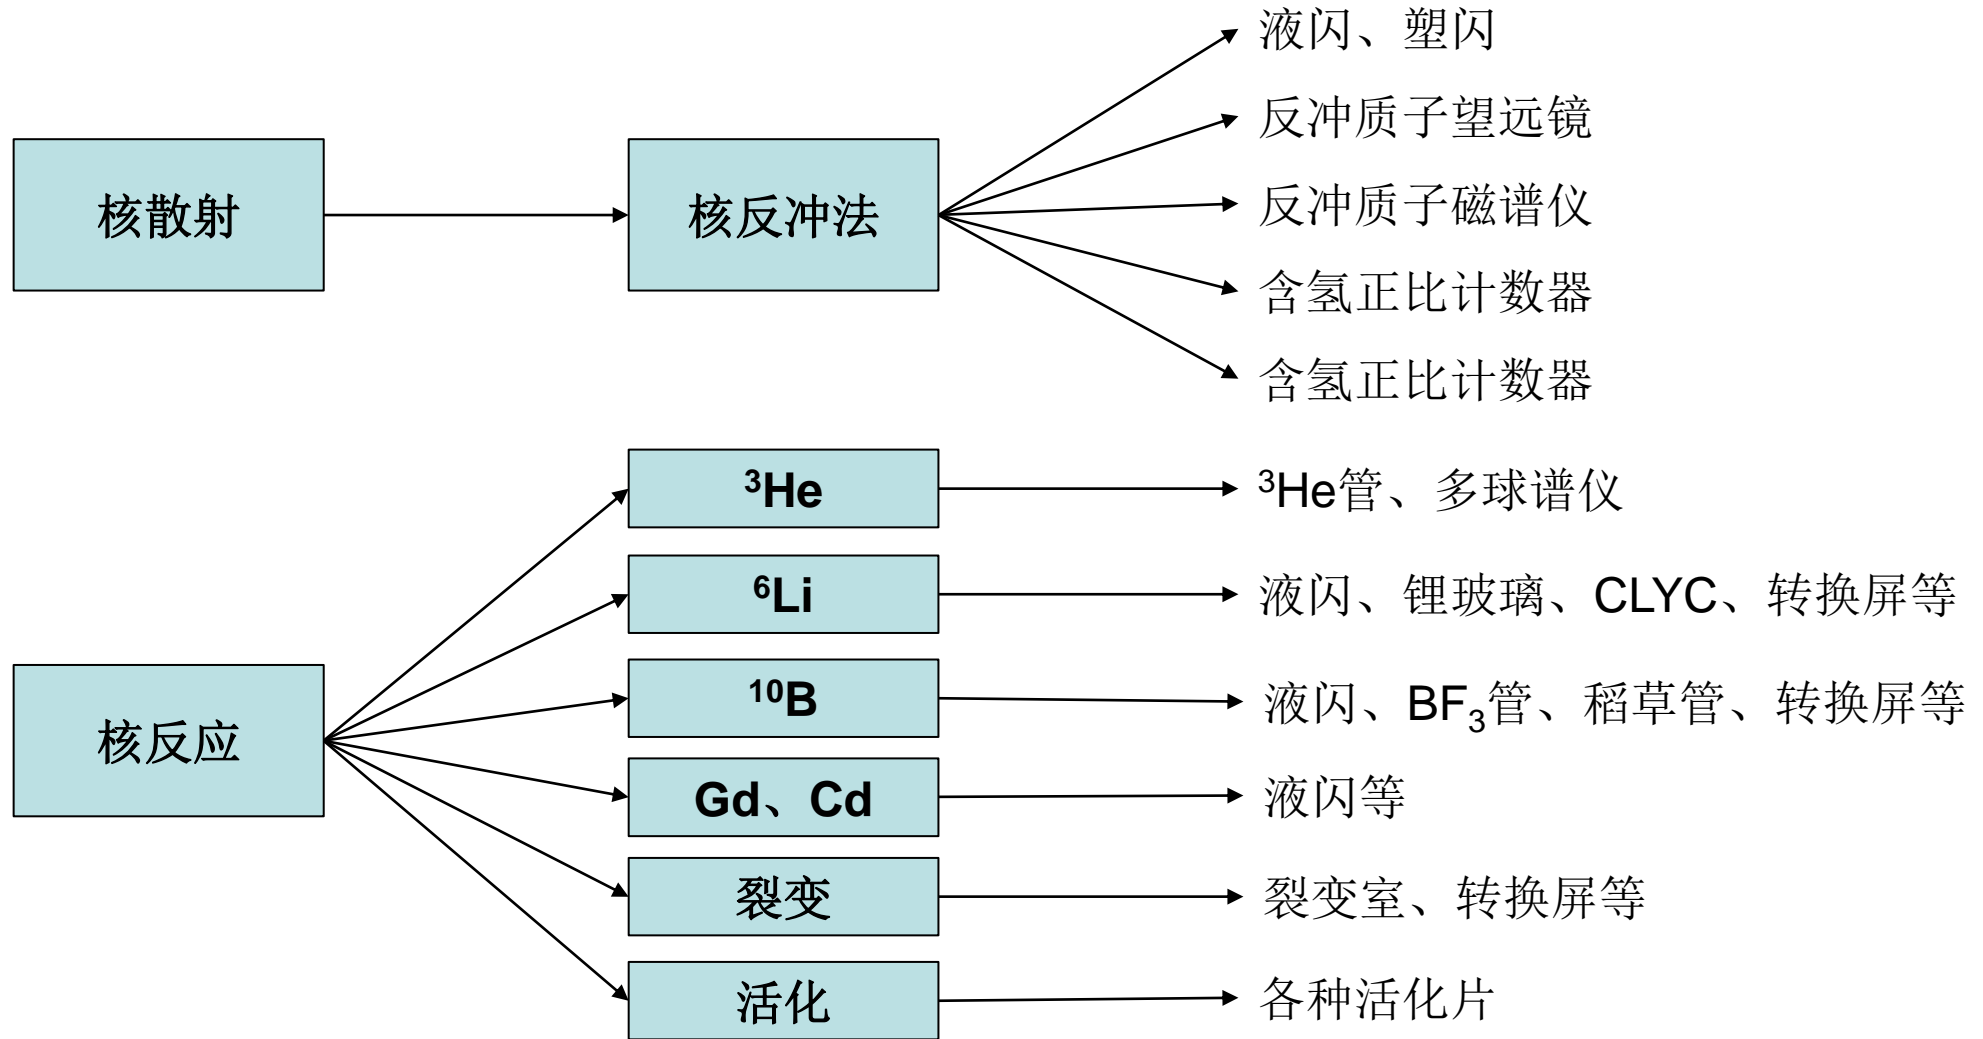 液闪、塑闪
反冲质子望远镜
核散射
核反冲法
反冲质子磁谱仪
含氢正比计数器
含氢正比计数器
³He
³He管、多球谱仪
⁶Li
液闪、锂玻璃、CLYC、转换屏等
¹⁰B
液闪、BF₃管、稻草管、转换屏等
核反应
Gd、Cd
液闪等
裂变
裂变室、转换屏等
活化
各种活化片